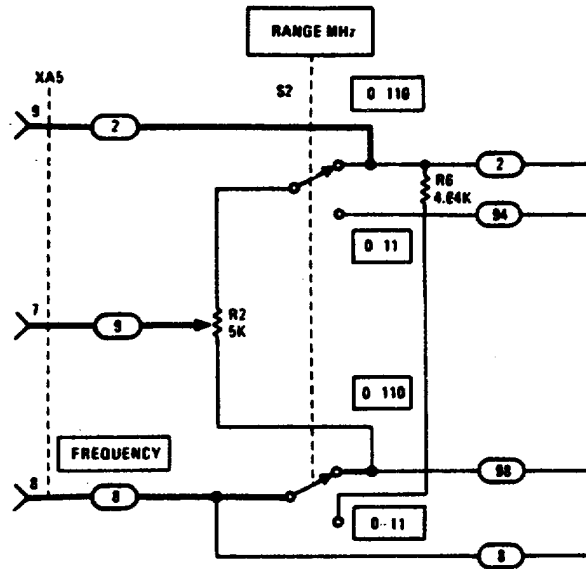 RANGE MHz
XA5
S2
0 110
9
2
2
R6
4.64K
94
0 11
7
9
R2
5K
0 110
FREQUENCY
98
8
8
0-11
8